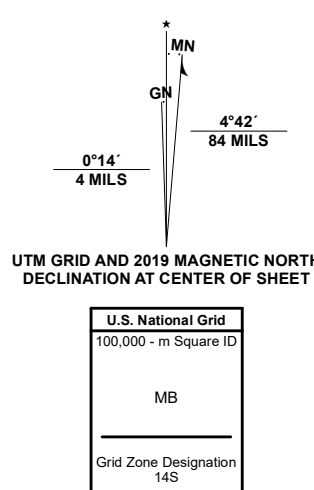 ★
MN
GN
4°42´
84 MILS
0°14´
4 MILS
UTM GRID AND 2019 MAGNETIC NORTH
DECLINATION AT CENTER OF SHEET
U.S. National Grid
100,000 - m Square ID
MB
Grid Zone Designation
14S